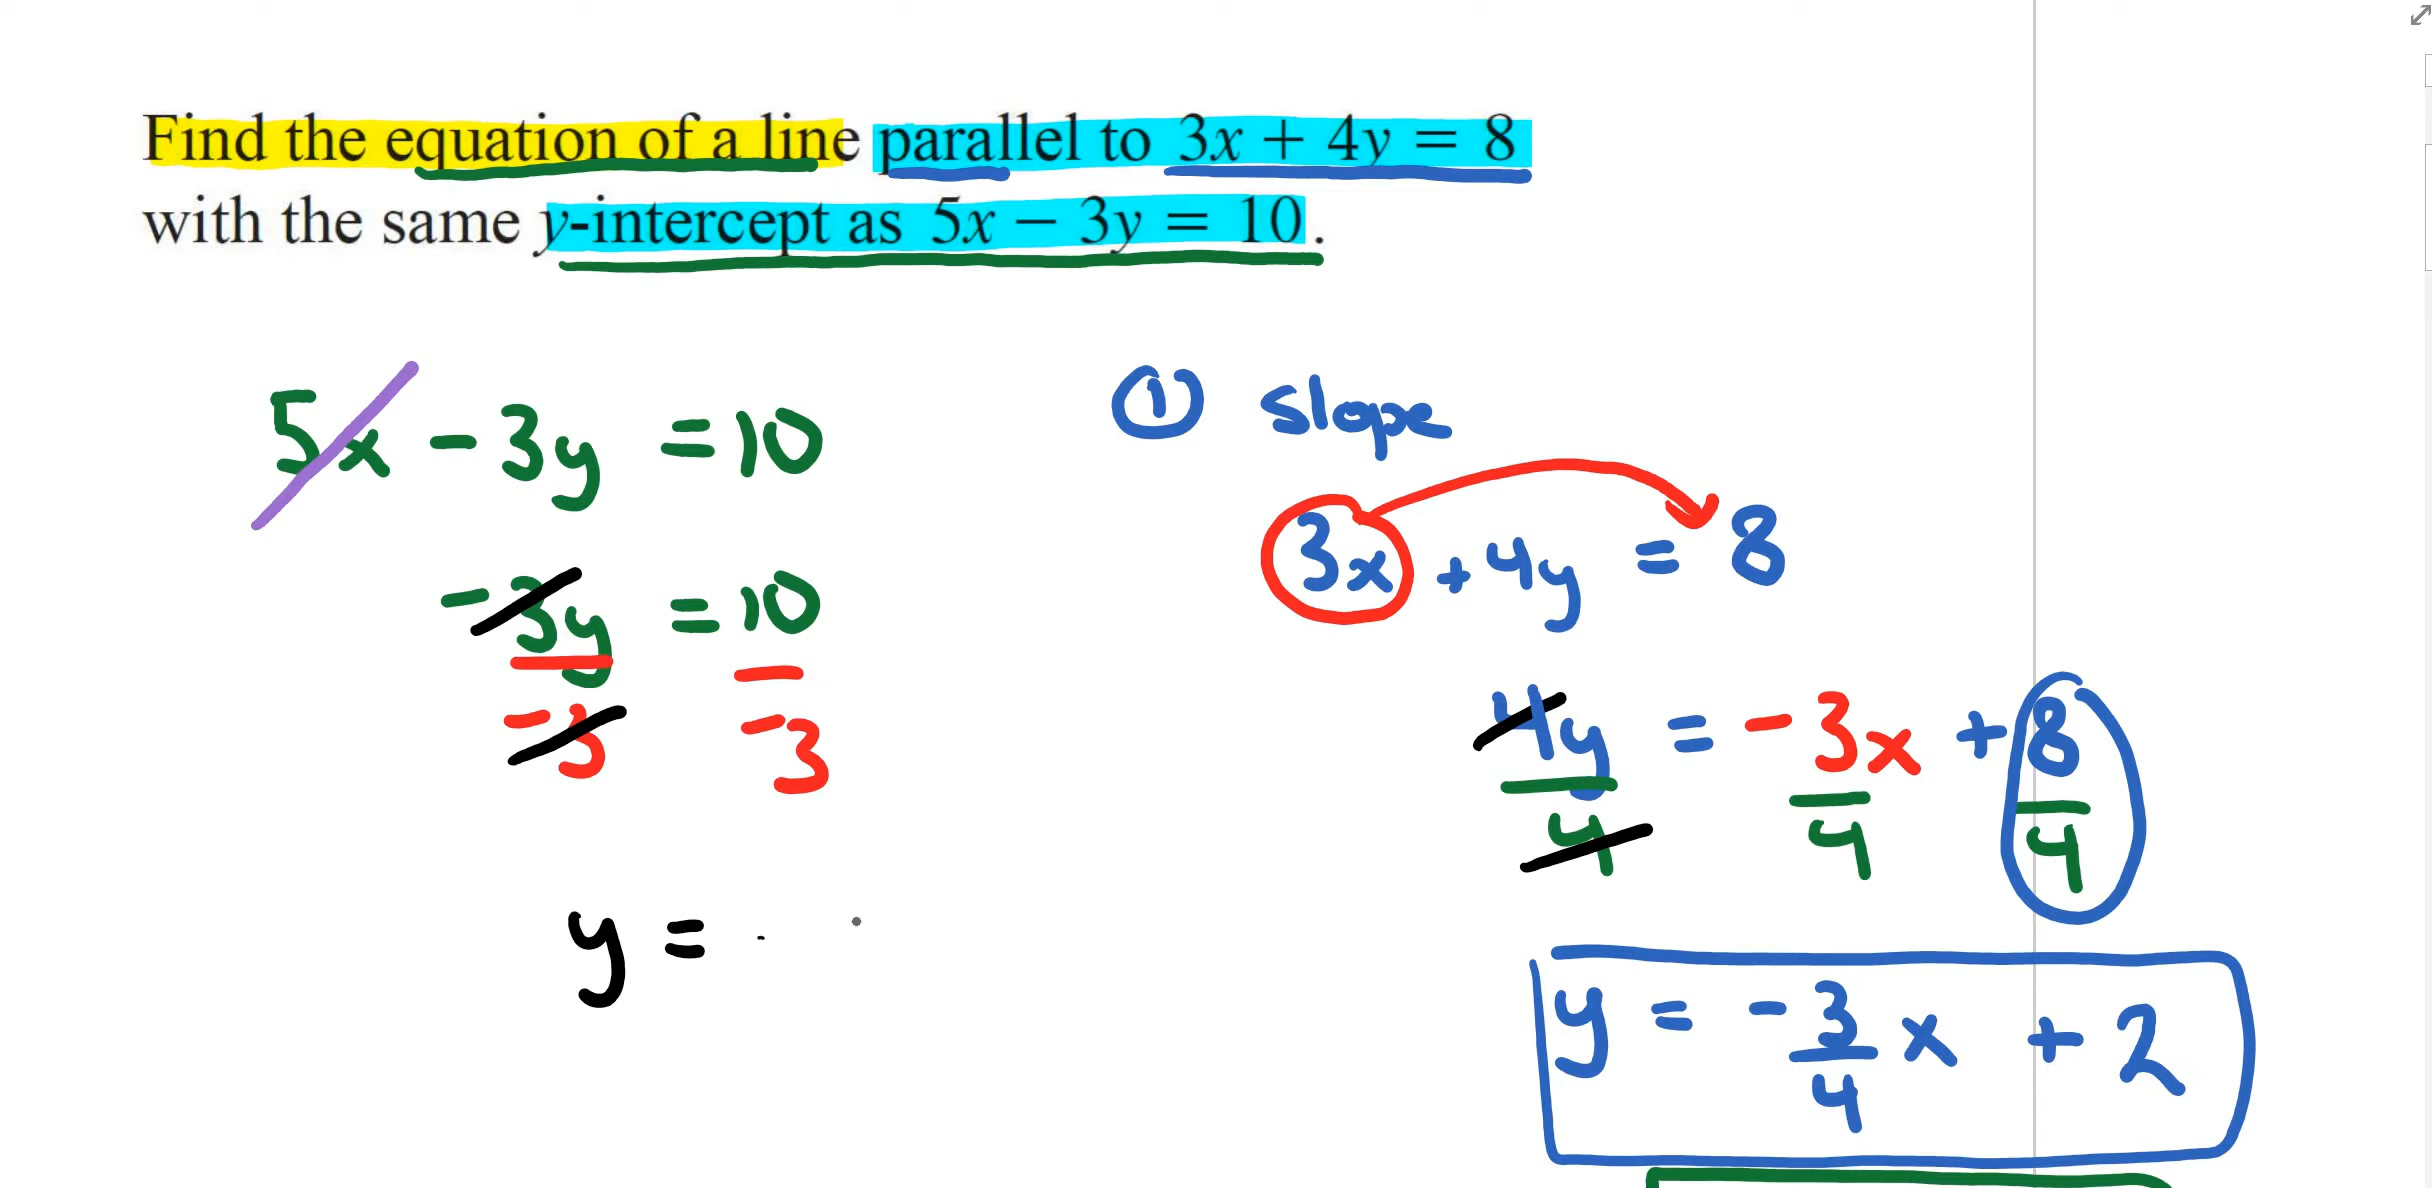 Find the equation of a line parallel to 3x + 4y = 8
with the same y-intercept as 5x − 3y = 10.
5x - 3y = 10
-3y = 10
-3 -3
y = -
① slope
3x + 4y = 8
4y = -3x + 8
4 4 4
y = -3/4 x + 2